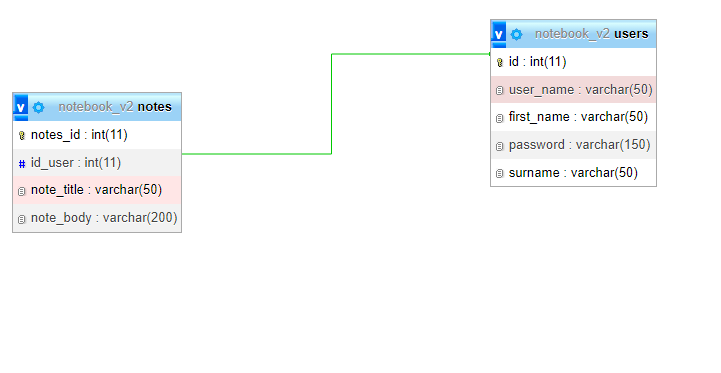 v notebook_v2 users
id : int(11)
user_name : varchar(50)
first_name : varchar(50)
password : varchar(150)
surname : varchar(50)
v notebook_v2 notes
notes_id : int(11)
# id_user : int(11)
note_title : varchar(50)
note_body : varchar(200)